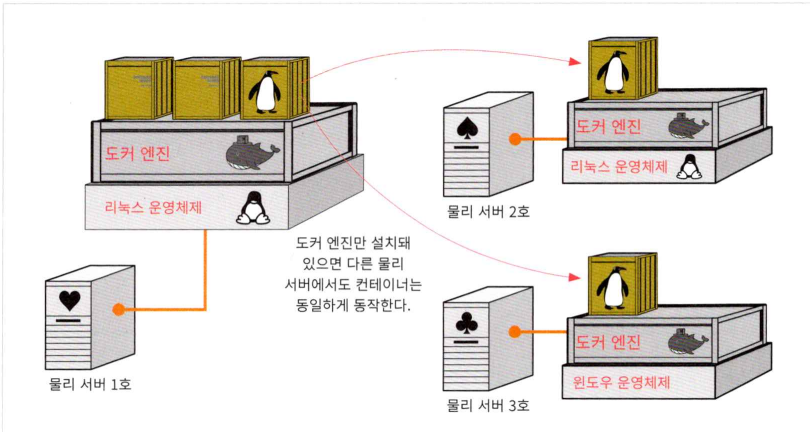 도커 엔진
리눅스 운영체제
물리 서버 1호
도커 엔진만 설치돼
있으면 다른 물리
서버에서도 컨테이너는
동일하게 동작한다.
도커 엔진
리눅스 운영체제
물리 서버 2호
도커 엔진
윈도우 운영체제
물리 서버 3호